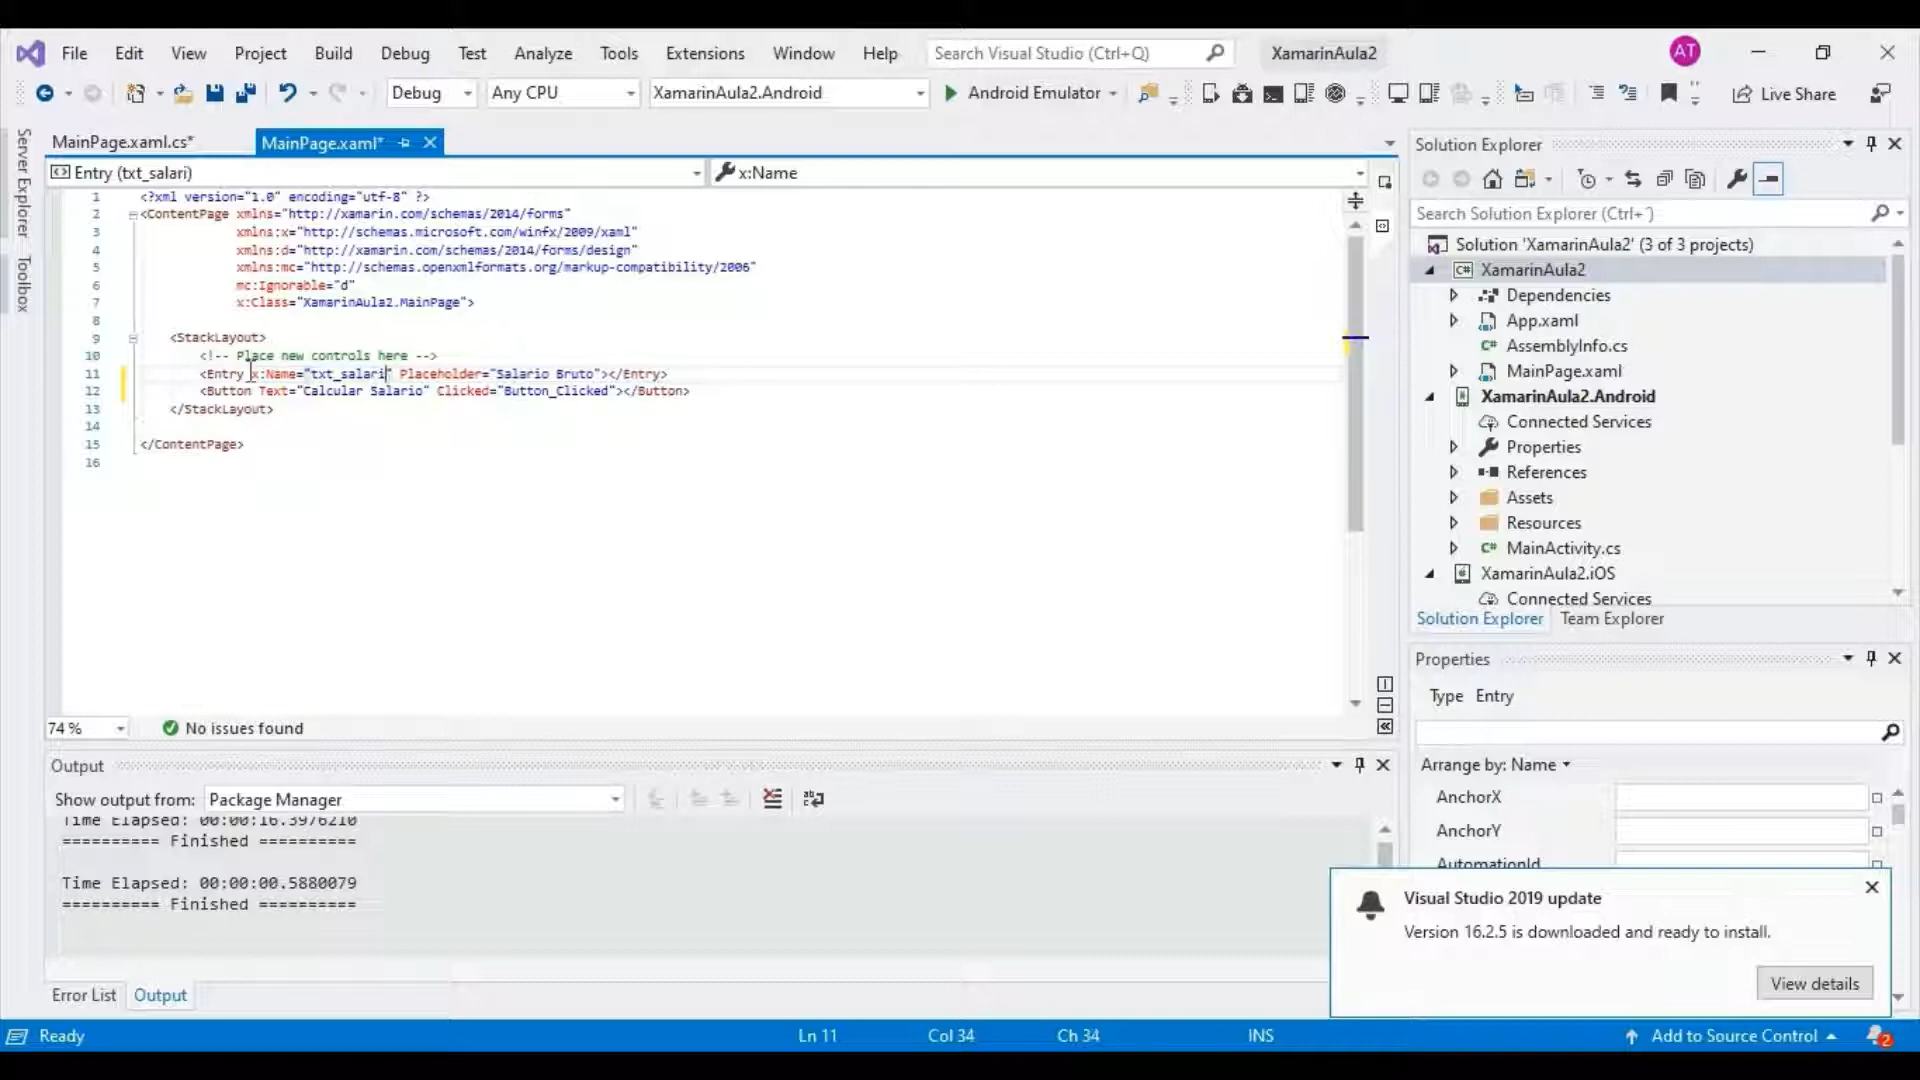 File Edit View Project Build Debug Test Analyze Tools Extensions Window Help Search Visual Studio (Ctrl+Q) XamarinAula2 AT
Debug Any CPU XamarinAula2.Android Android Emulator Live Share
Server Explorer
Toolbox
MainPage.xaml.cs* MainPage.xaml*
Entry (txt_salari) x:Name
1 <?xml version="1.0" encoding="utf-8" ?>
2 <ContentPage xmlns="http://xamarin.com/schemas/2014/forms"
3 xmlns:x="http://schemas.microsoft.com/winfx/2009/xaml"
4 xmlns:d="http://xamarin.com/schemas/2014/forms/design"
5 xmlns:mc="http://schemas.openxmlformats.org/markup-compatibility/2006"
6 mc:Ignorable="d"
7 x:Class="XamarinAula2.MainPage">
8
9 <StackLayout>
10 <!-- Place new controls here -->
11 <Entry x:Name="txt_salari" Placeholder="Salario Bruto"></Entry>
12 <Button Text="Calcular Salario" Clicked="Button_Clicked"></Button>
13 </StackLayout>
14
15 </ContentPage>
16
74 % No issues found
Output
Show output from: Package Manager
Time Elapsed: 00:00:16.3976210
========== Finished ==========
Time Elapsed: 00:00:00.5880079
========== Finished ==========
Error List Output
Solution Explorer
Search Solution Explorer (Ctrl+´)
Solution 'XamarinAula2' (3 of 3 projects)
C# XamarinAula2
Dependencies
App.xaml
C# AssemblyInfo.cs
MainPage.xaml
XamarinAula2.Android
Connected Services
Properties
References
Assets
Resources
C# MainActivity.cs
XamarinAula2.iOS
Connected Services
Solution Explorer Team Explorer
Properties
Type Entry
Arrange by: Name
AnchorX
AnchorY
AutomationId
Visual Studio 2019 update
Version 16.2.5 is downloaded and ready to install.
View details
Ready Ln 11 Col 34 Ch 34 INS Add to Source Control 2